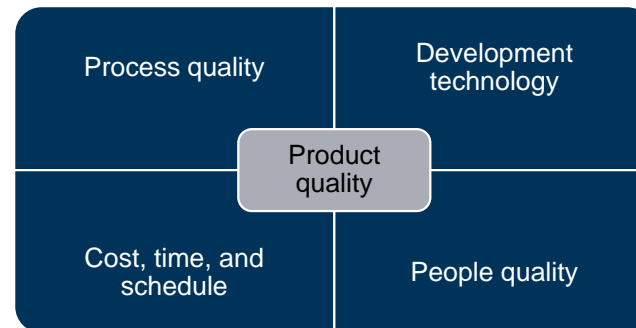 Process quality
Development
technology
Product
quality
Cost, time, and
schedule
People quality